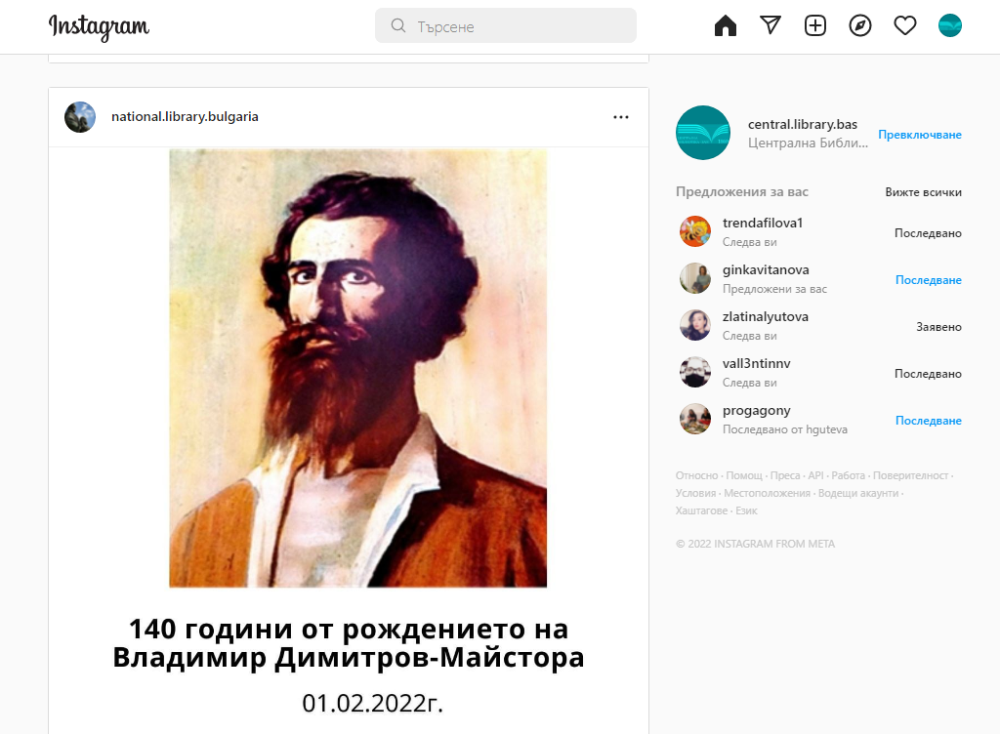 Instagram
Търсене
national.library.bulgaria
140 години от рождението на
Владимир Димитров-Майстора
01.02.2022г.
central.library.bas
Централна Библи...
Превключване
Предложения за вас
Вижте всички
trendafilova1
Следва ви
Последвано
ginkavitanova
Предложени за вас
Последване
zlatinalyutova
Следва ви
Заявено
vall3ntinnv
Следва ви
Последвано
progagony
Последвано от hguteva
Последване
Относно · Помощ · Преса · API · Работа · Поверителност ·
Условия · Местоположения · Водещи акаунти ·
Хаштагове · Език
© 2022 INSTAGRAM FROM META